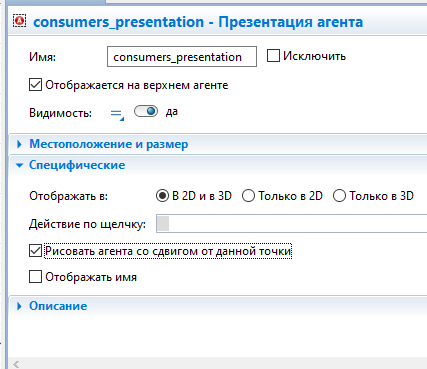 consumers_presentation - Презентация агента
Имя: consumers_presentation Исключить
Отображается на верхнем агенте
Видимость: да
Местоположение и размер
Специфические
Отображать в: В 2D и в 3D Только в 2D Только в 3D
Действие по щелчку:
Рисовать агента со сдвигом от данной точки
Отображать имя
Описание